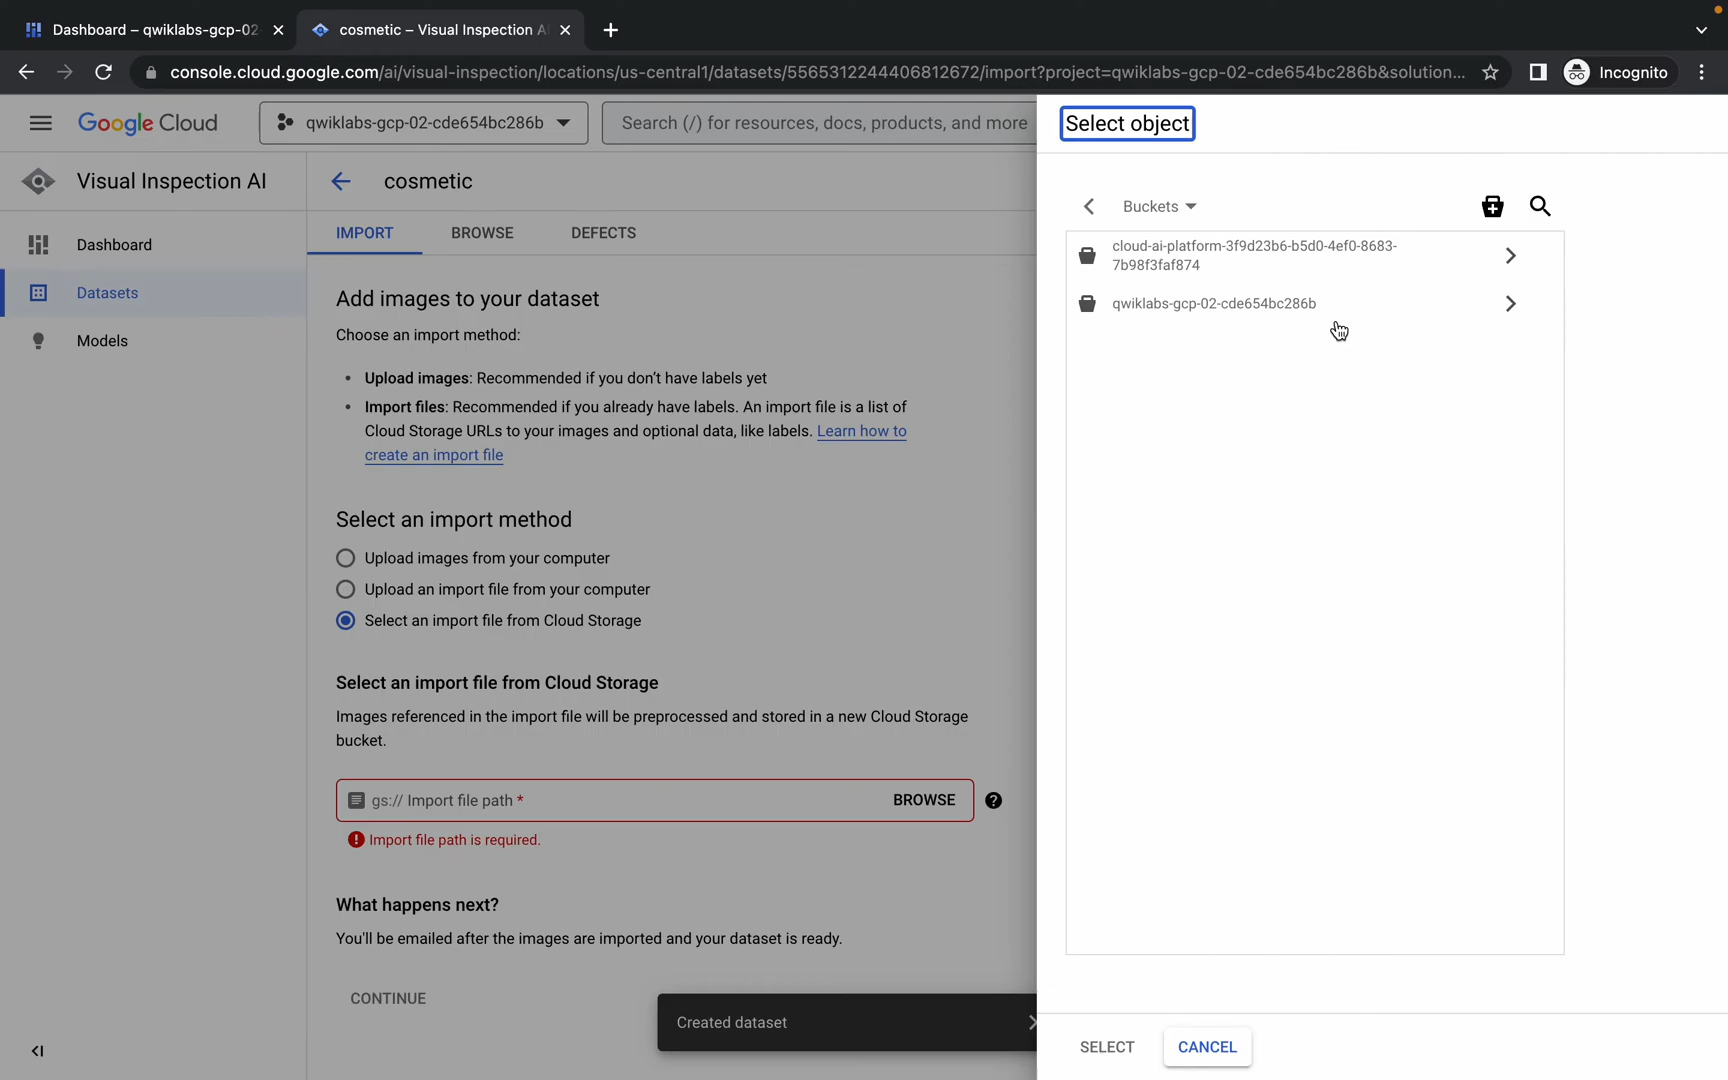 Dashboard – qwiklabs-gcp-02
cosmetic – Visual Inspection AI
console.cloud.google.com/ai/visual-inspection/locations/us-central1/datasets/5565312244406812672/import?project=qwiklabs-gcp-02-cde654bc286b&solution...
Incognito
Google Cloud
qwiklabs-gcp-02-cde654bc286b
Search (/) for resources, docs, products, and more
Select object
Visual Inspection AI
cosmetic
Buckets
Dashboard
Datasets
Models
IMPORT
BROWSE
DEFECTS
cloud-ai-platform-3f9d23b6-b5d0-4ef0-8683-
7b98f3faf874
qwiklabs-gcp-02-cde654bc286b
Add images to your dataset
Choose an import method:
• Upload images: Recommended if you don't have labels yet
• Import files: Recommended if you already have labels. An import file is a list of
Cloud Storage URLs to your images and optional data, like labels. Learn how to
create an import file
Select an import method
Upload images from your computer
Upload an import file from your computer
Select an import file from Cloud Storage
Select an import file from Cloud Storage
Images referenced in the import file will be preprocessed and stored in a new Cloud Storage
bucket.
gs:// Import file path * BROWSE
Import file path is required.
What happens next?
You'll be emailed after the images are imported and your dataset is ready.
CONTINUE
Created dataset
SELECT
CANCEL